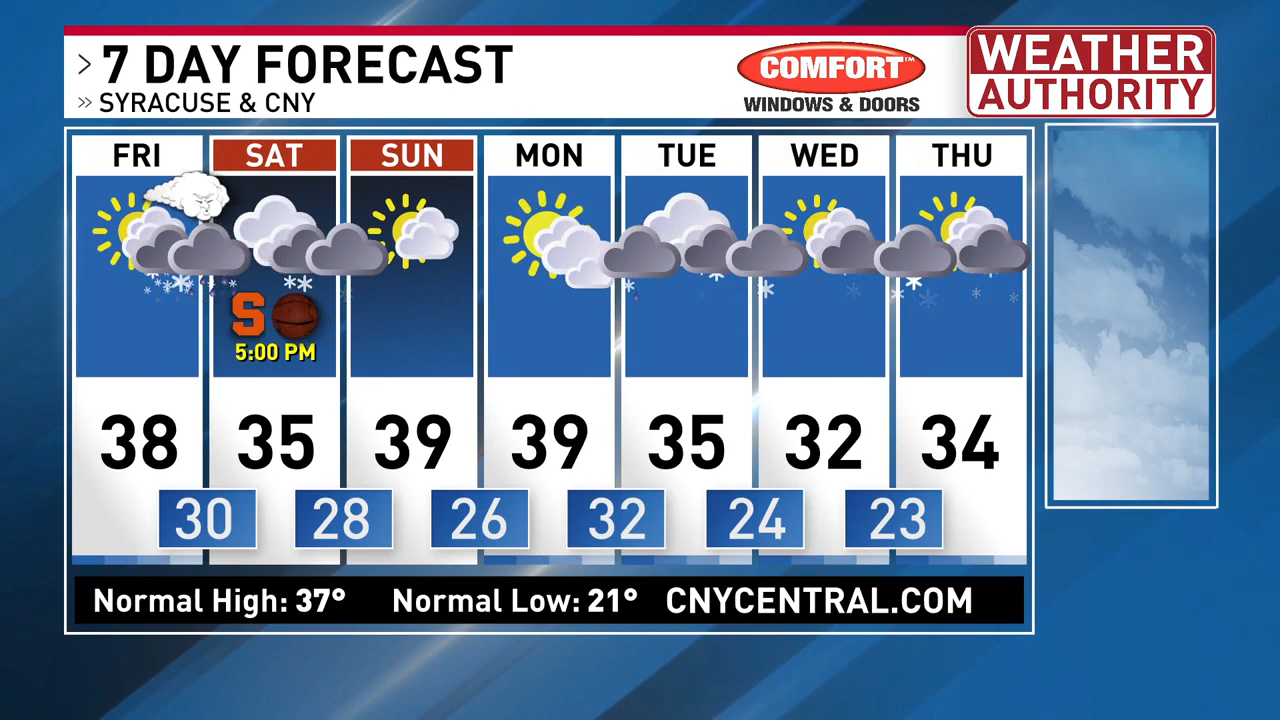 > 7 DAY FORECAST
» SYRACUSE & CNY
COMFORT™
WINDOWS & DOORS
WEATHER
AUTHORITY
FRI SAT SUN MON TUE WED THU
S
5:00 PM
38 35 39 39 35 32 34
30 28 26 32 24 23
Normal High: 37° Normal Low: 21° CNYCENTRAL.COM